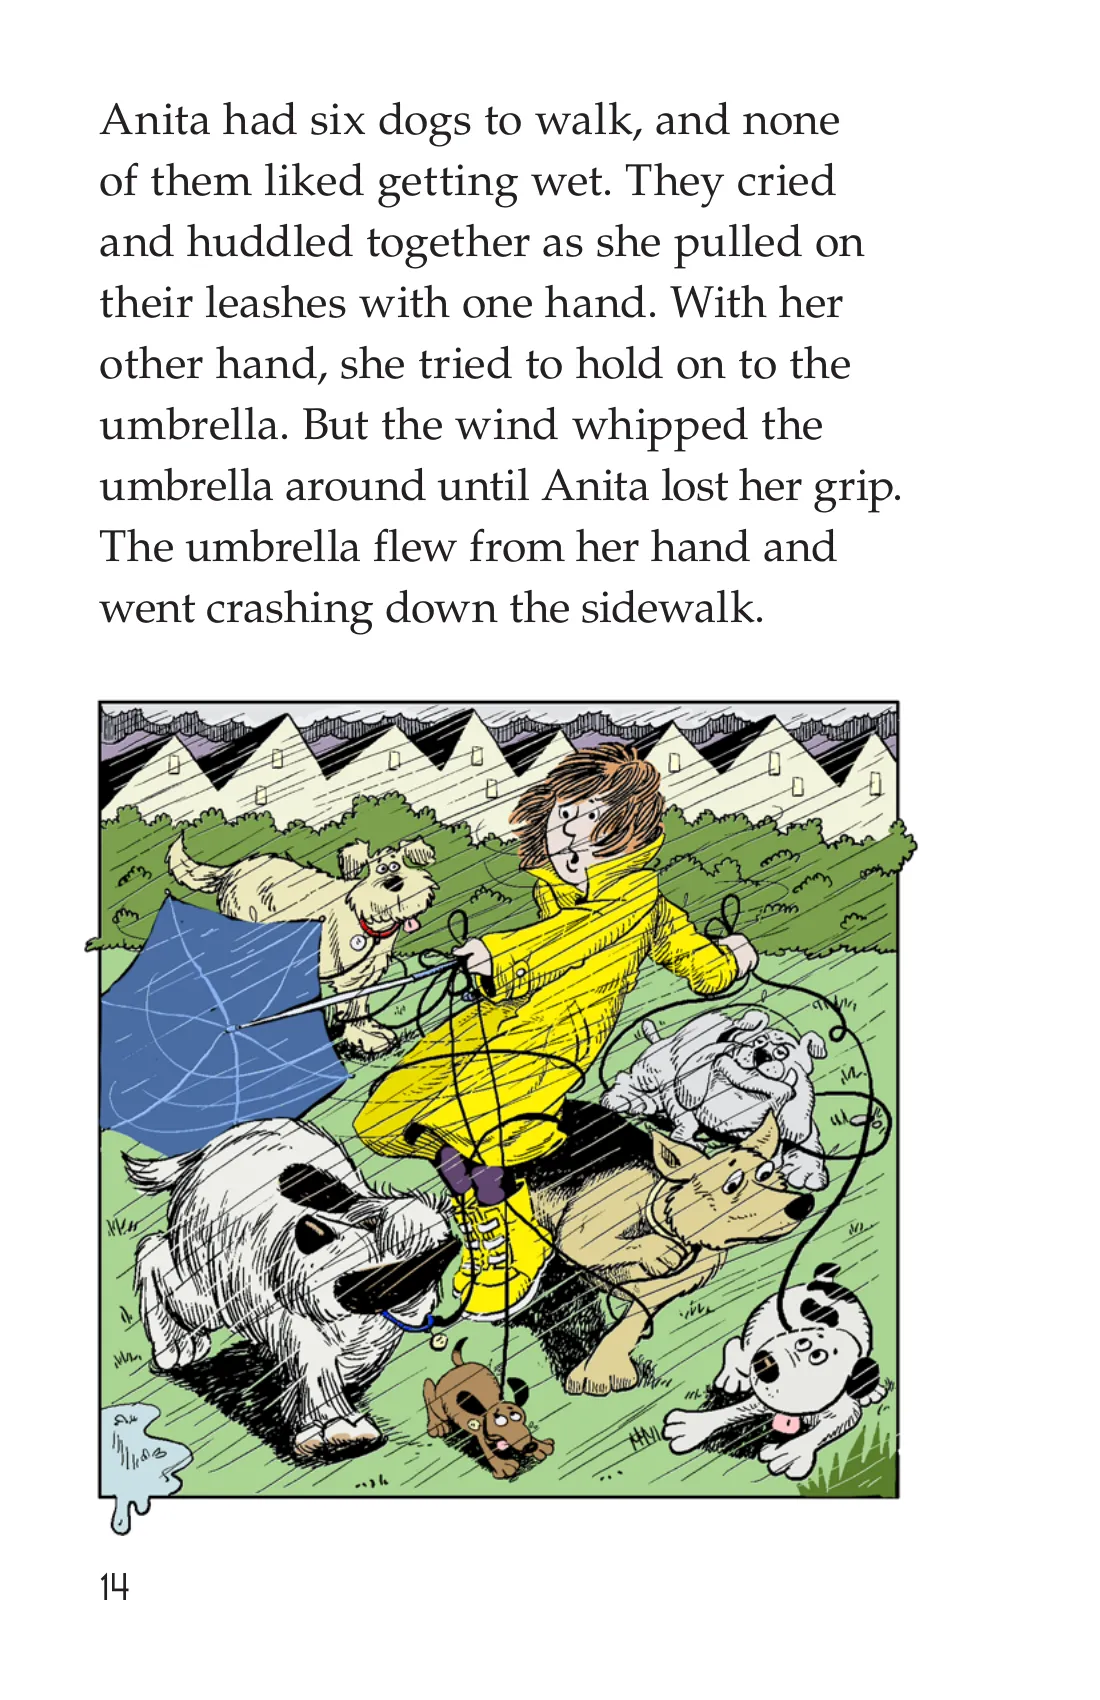 Anita had six dogs to walk, and none
of them liked getting wet. They cried
and huddled together as she pulled on
their leashes with one hand. With her
other hand, she tried to hold on to the
umbrella. But the wind whipped the
umbrella around until Anita lost her grip.
The umbrella flew from her hand and
went crashing down the sidewalk.
14